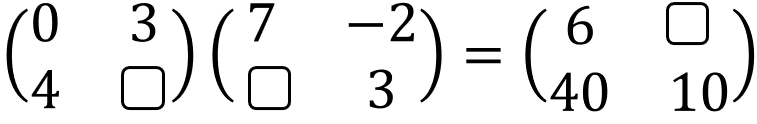 (0 3) (7 −2) = (6 □)
(4 □) (□ 3) (40 10)